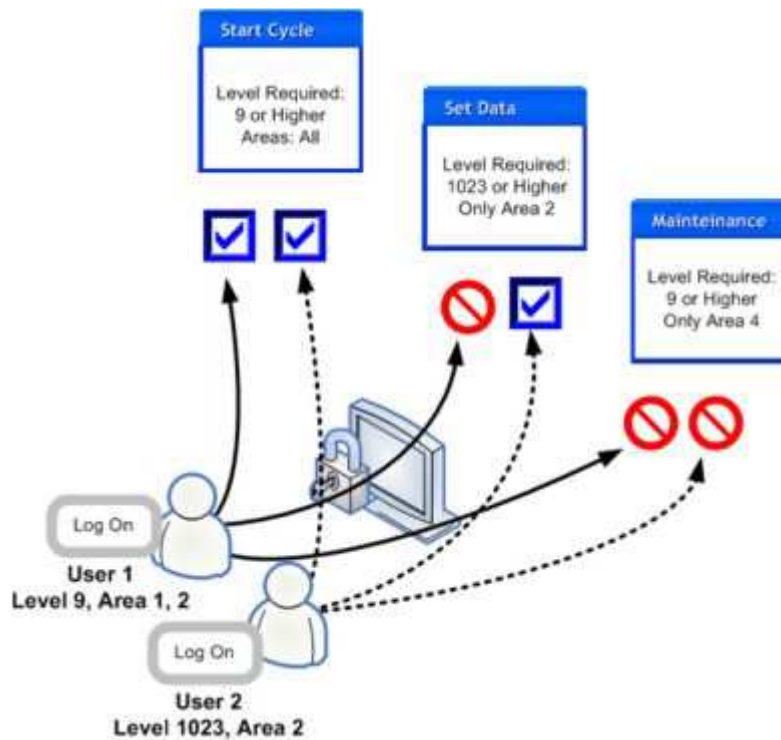 Start Cycle
Level Required:
9 or Higher
Areas: All
Set Data
Level Required:
1023 or Higher
Only Area 2
Mainteinance
Level Required:
9 or Higher
Only Area 4
Log On
User 1
Level 9, Area 1, 2
Log On
User 2
Level 1023, Area 2